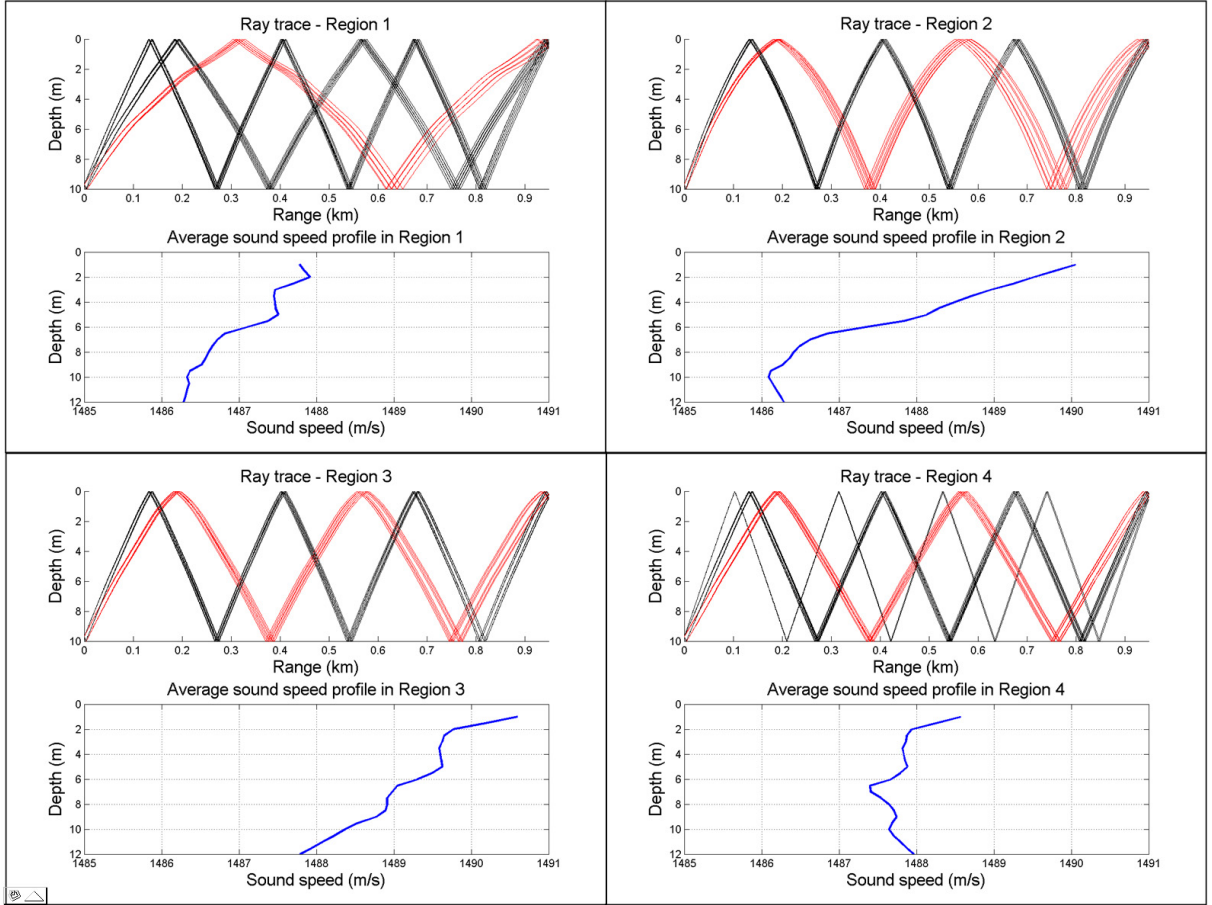 Ray trace - Region 1
0
2
4
6
8
10
Depth (m)
0 0.1 0.2 0.3 0.4 0.5 0.6 0.7 0.8 0.9
Range (km)
Average sound speed profile in Region 1
0
2
4
6
8
10
12
Depth (m)
1485 1486 1487 1488 1489 1490 1491
Sound speed (m/s)
Ray trace - Region 2
0
2
4
6
8
10
Depth (m)
0 0.1 0.2 0.3 0.4 0.5 0.6 0.7 0.8 0.9
Range (km)
Average sound speed profile in Region 2
0
2
4
6
8
10
12
Depth (m)
1485 1486 1487 1488 1489 1490 1491
Sound speed (m/s)
Ray trace - Region 3
0
2
4
6
8
10
Depth (m)
0 0.1 0.2 0.3 0.4 0.5 0.6 0.7 0.8 0.9
Range (km)
Average sound speed profile in Region 3
0
2
4
6
8
10
12
Depth (m)
1485 1486 1487 1488 1489 1490 1491
Sound speed (m/s)
Ray trace - Region 4
0
2
4
6
8
10
Depth (m)
0 0.1 0.2 0.3 0.4 0.5 0.6 0.7 0.8 0.9
Range (km)
Average sound speed profile in Region 4
0
2
4
6
8
10
12
Depth (m)
1485 1486 1487 1488 1489 1490 1491
Sound speed (m/s)